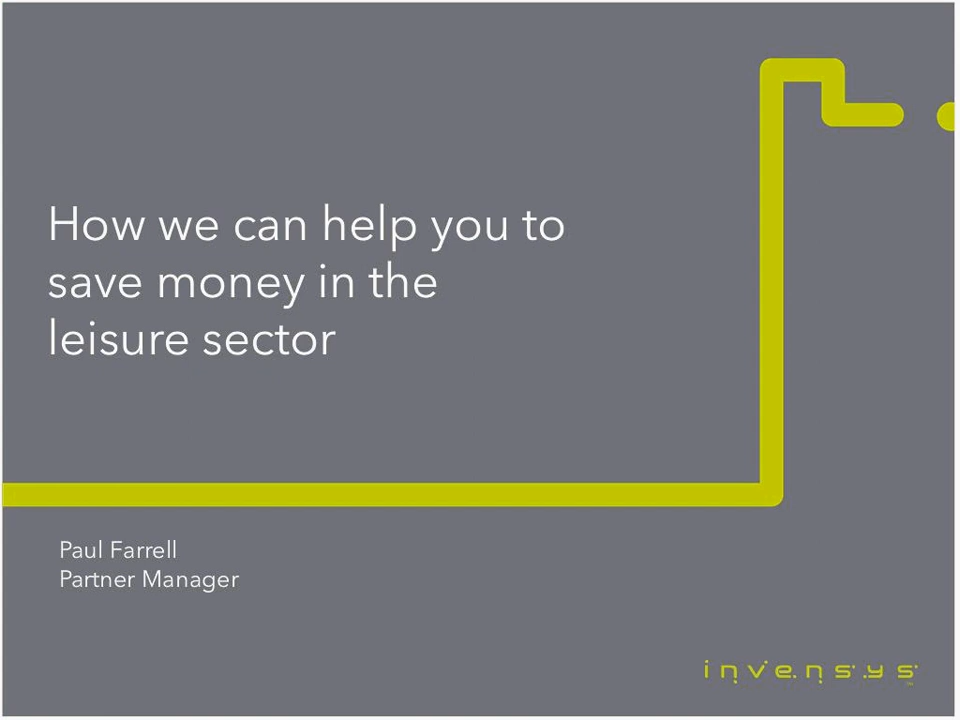 How we can help you to
save money in the
leisure sector
Paul Farrell
Partner Manager
invensys